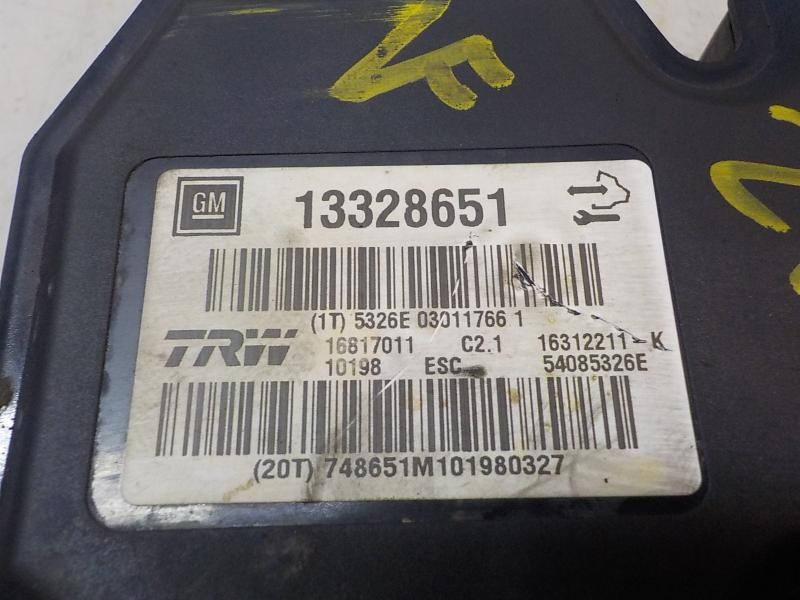 GM 13328651
(1T) 5326E 03011766 1
TRW 16817011 C2.1 16312211-K
10198 ESC 54085326E
(20T) 748651M101980327